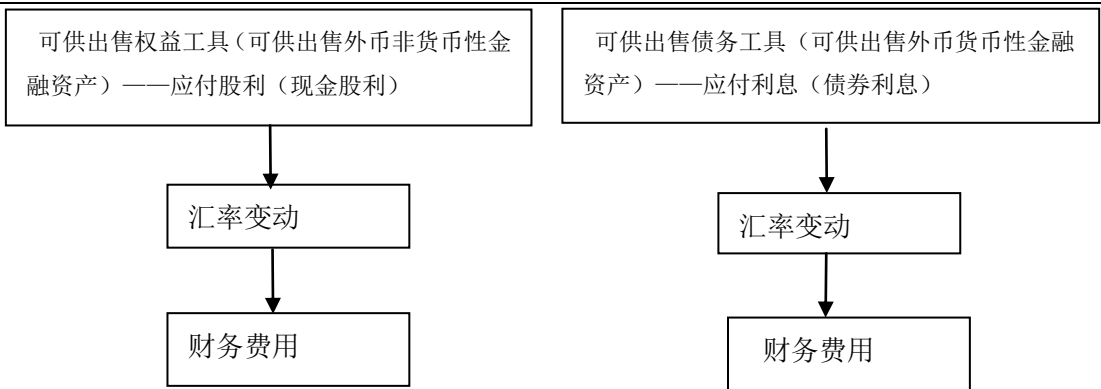 可供出售权益工具（可供出售外币非货币性金
融资产）——应付股利（现金股利）
汇率变动
财务费用
可供出售债务工具（可供出售外币货币性金融
资产）——应付利息（债券利息）
汇率变动
财务费用